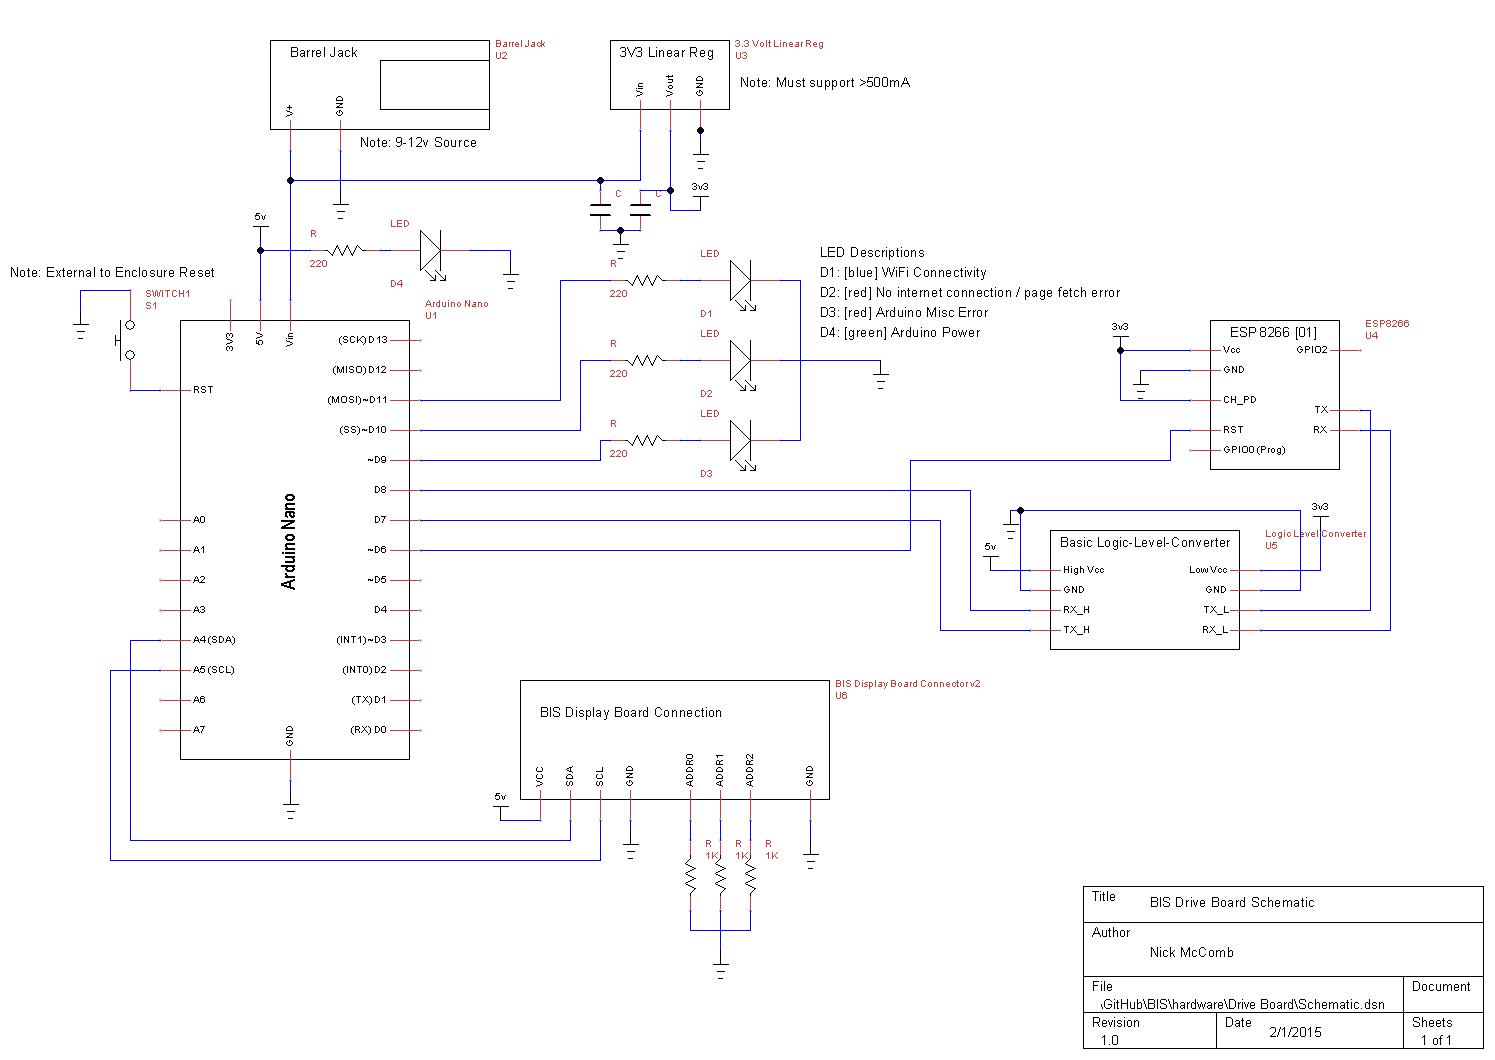 Barrel Jack
V+
GND
Barrel Jack
U2
Note: 9-12v Source
3V3 Linear Reg
Vin
Vout
GND
3.3 Volt Linear Reg
U3
Note: Must support >500mA
C
C
3v3
5v
R
220
LED
D4
Note: External to Enclosure Reset
SWITCH1
S1
Arduino Nano
U1
3V3
5V
Vin
RST
A0
A1
A2
A3
A4(SDA)
A5(SCL)
A6
A7
Arduino Nano
(SCK)D13
(MISO)D12
(MOSI)~D11
(SS)~D10
~D9
D8
D7
~D6
~D5
D4
(INT1)~D3
(INT0)D2
(TX)D1
(RX)D0
GND
R
220
LED
D1
R
220
LED
D2
R
220
LED
D3
LED Descriptions
D1: [blue] WiFi Connectivity
D2: [red] No internet connection / page fetch error
D3: [red] Arduino Misc Error
D4: [green] Arduino Power
3v3
ESP8266 [01]
ESP8266
U4
Vcc
GND
CH_PD
RST
GPIO0(Prog)
GPIO2
TX
RX
5v
3v3
Basic Logic-Level-Converter
Logic Level Converter
U5
High Vcc
GND
RX_H
TX_H
Low Vcc
GND
TX_L
RX_L
BIS Display Board Connector v2
U6
BIS Display Board Connection
VCC
SDA
SCL
GND
ADDR0
ADDR1
ADDR2
GND
5v
R
1K
R
1K
R
1K
Title
BIS Drive Board Schematic
Author
Nick McComb
File
\GitHub\BIS\hardware\Drive Board\Schematic.dsn
Document
Revision
1.0
Date
2/1/2015
Sheets
1 of 1